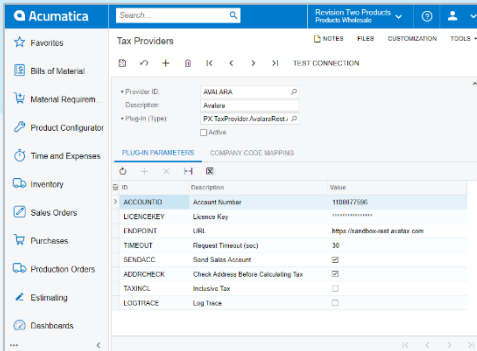 Acumatica
Search...
Revision Two Products
Products Wholesale
Tax Providers
NOTES FILES CUSTOMIZATION TOOLS
TEST CONNECTION
Favorites
Bills of Material
Material Requirem...
Product Configurator
Time and Expenses
Inventory
Sales Orders
Purchases
Production Orders
Estimating
Dashboards
Provider ID: AVALARA
Description: Avalara
Plug-In (Type): PX.TaxProvider.AvalaraRest.
Active
PLUG-IN PARAMETERS COMPANY CODE MAPPING
ID Description Value
ACCOUNTID Account Number 1100077596
LICENCEKEY Licence Key ****************
ENDPOINT URL https://sandbox-rest.avatax.com
TIMEOUT Request Timeout (sec) 30
SENDACC Send Sales Account
ADDRCHECK Check Address Before Calculating Tax
TAXINCL Inclusive Tax
LOGTRACE Log Trace